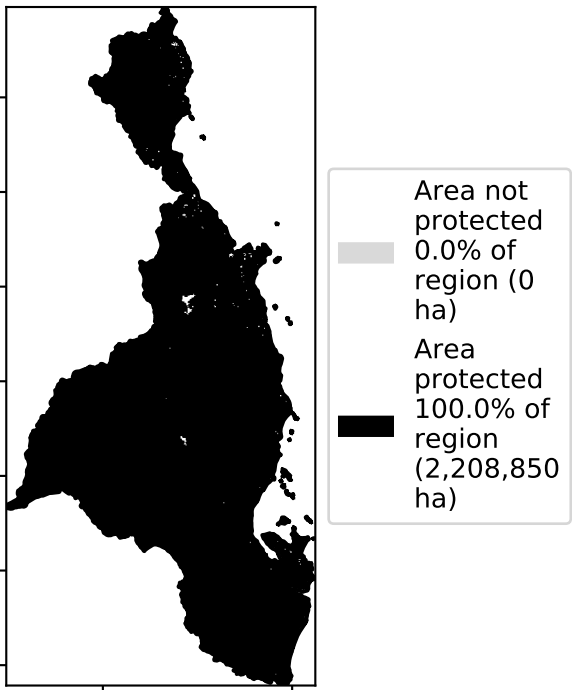 Area not
protected
0.0% of
region (0
ha)
Area
protected
100.0% of
region
(2,208,850
ha)